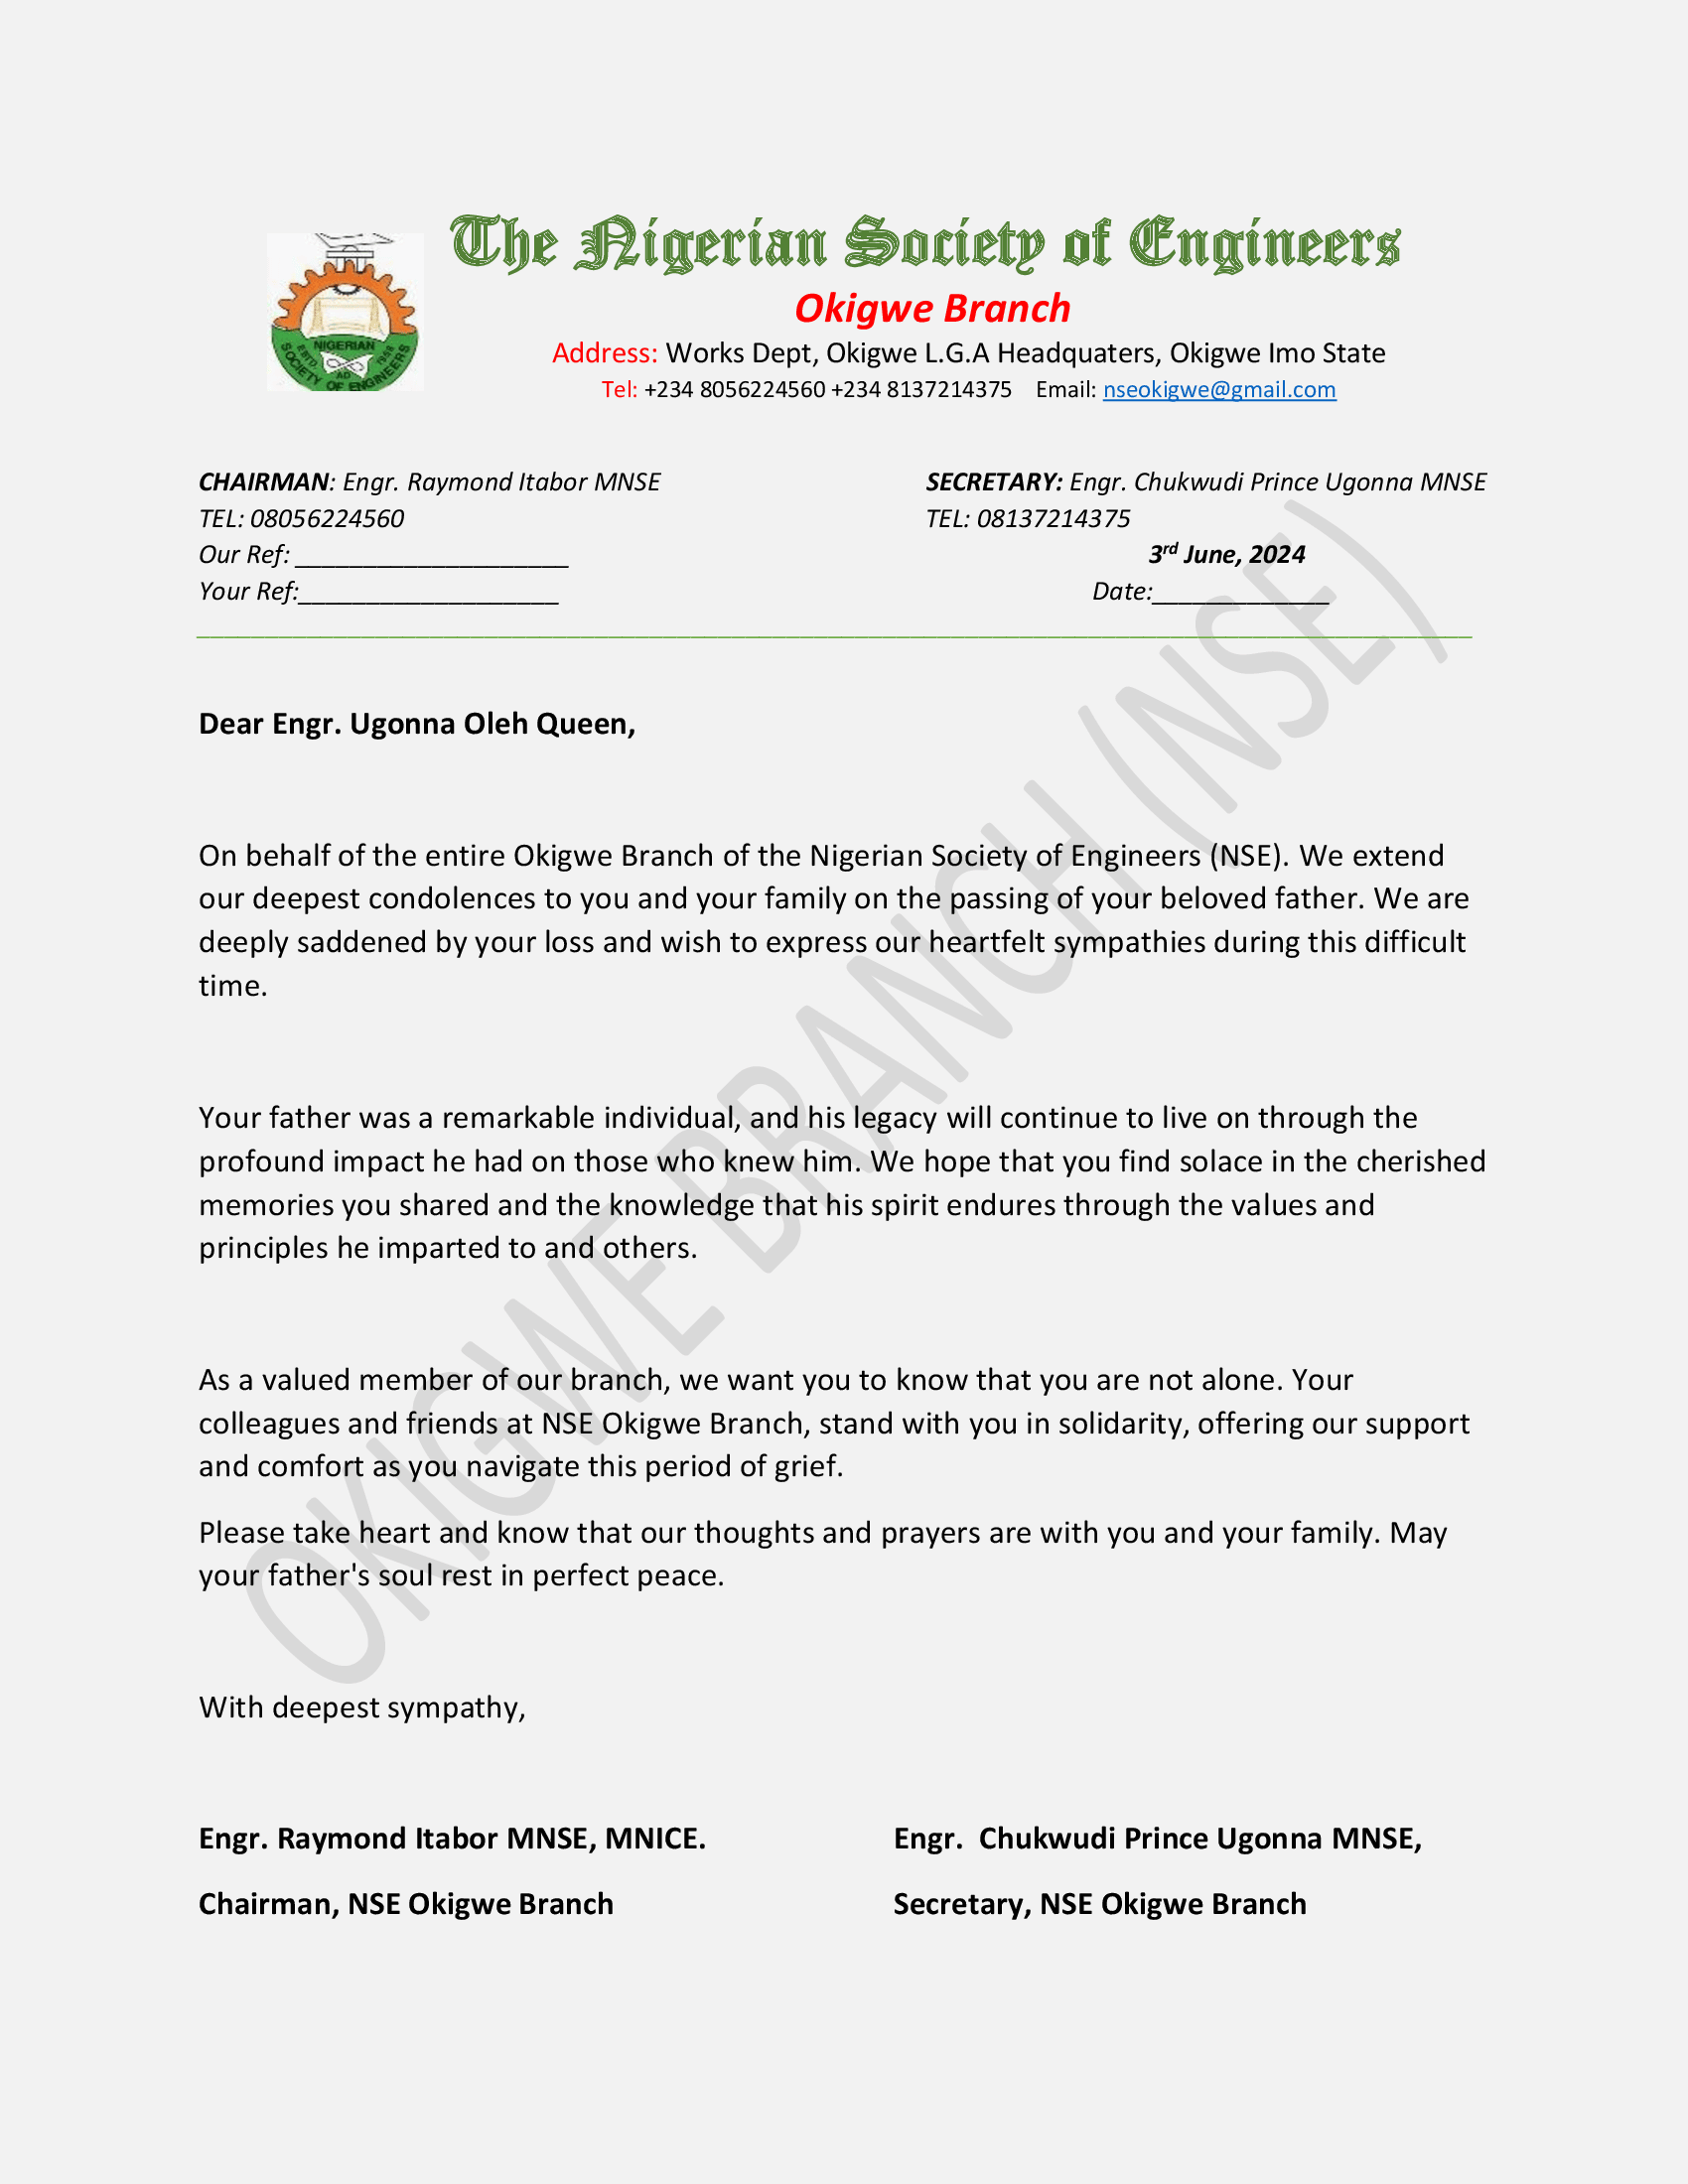 The Nigerian Society of Engineers
Okigwe Branch
Address: Works Dept, Okigwe L.G.A Headquaters, Okigwe Imo State
Tel: +234 8056224560 +234 8137214375 Email: nseokigwe@gmail.com
NIGERIAN
ESTD. AD 1958
SOCIETY OF ENGINEERS
CHAIRMAN: Engr. Raymond Itabor MNSE SECRETARY: Engr. Chukwudi Prince Ugonna MNSE
TEL: 08056224560 TEL: 08137214375
Our Ref: ____________________ 3rd June, 2024
Your Ref:___________________ Date:_____________
Dear Engr. Ugonna Oleh Queen,
On behalf of the entire Okigwe Branch of the Nigerian Society of Engineers (NSE). We extend
our deepest condolences to you and your family on the passing of your beloved father. We are
deeply saddened by your loss and wish to express our heartfelt sympathies during this difficult
time.
Your father was a remarkable individual, and his legacy will continue to live on through the
profound impact he had on those who knew him. We hope that you find solace in the cherished
memories you shared and the knowledge that his spirit endures through the values and
principles he imparted to and others.
As a valued member of our branch, we want you to know that you are not alone. Your
colleagues and friends at NSE Okigwe Branch, stand with you in solidarity, offering our support
and comfort as you navigate this period of grief.
Please take heart and know that our thoughts and prayers are with you and your family. May
your father's soul rest in perfect peace.
With deepest sympathy,
Engr. Raymond Itabor MNSE, MNICE. Engr. Chukwudi Prince Ugonna MNSE,
Chairman, NSE Okigwe Branch Secretary, NSE Okigwe Branch
OKIGWE BRANCH (NSE)